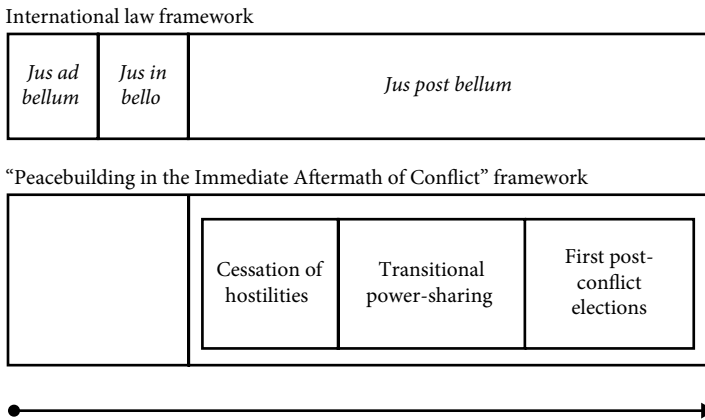 International law framework
Jus ad
bellum
Jus in
bello
Jus post bellum
“Peacebuilding in the Immediate Aftermath of Conflict” framework
Cessation of
hostilities
Transitional
power-sharing
First post-
conflict
elections